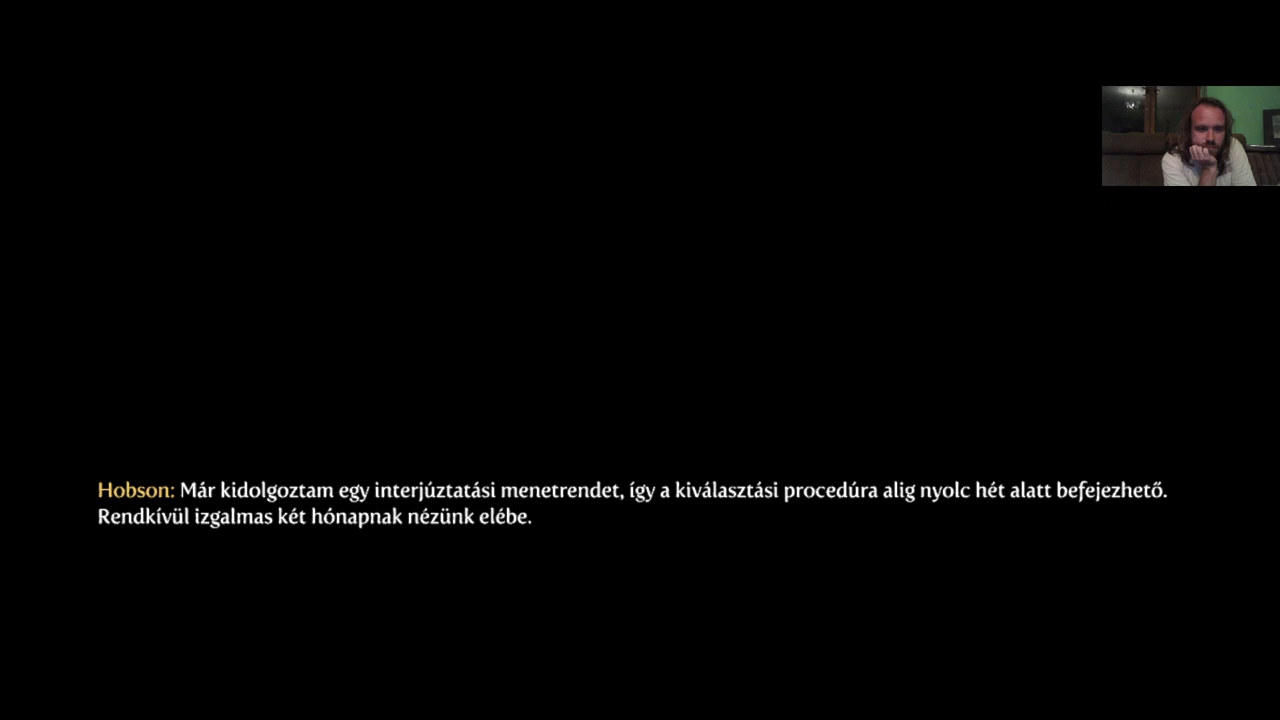 Hobson: Már kidolgoztam egy interjúztatási menetrendet, így a kiválasztási procedúra alig nyolc hét alatt befejezhető.
Rendkívül izgalmas két hónapnak nézünk elébe.